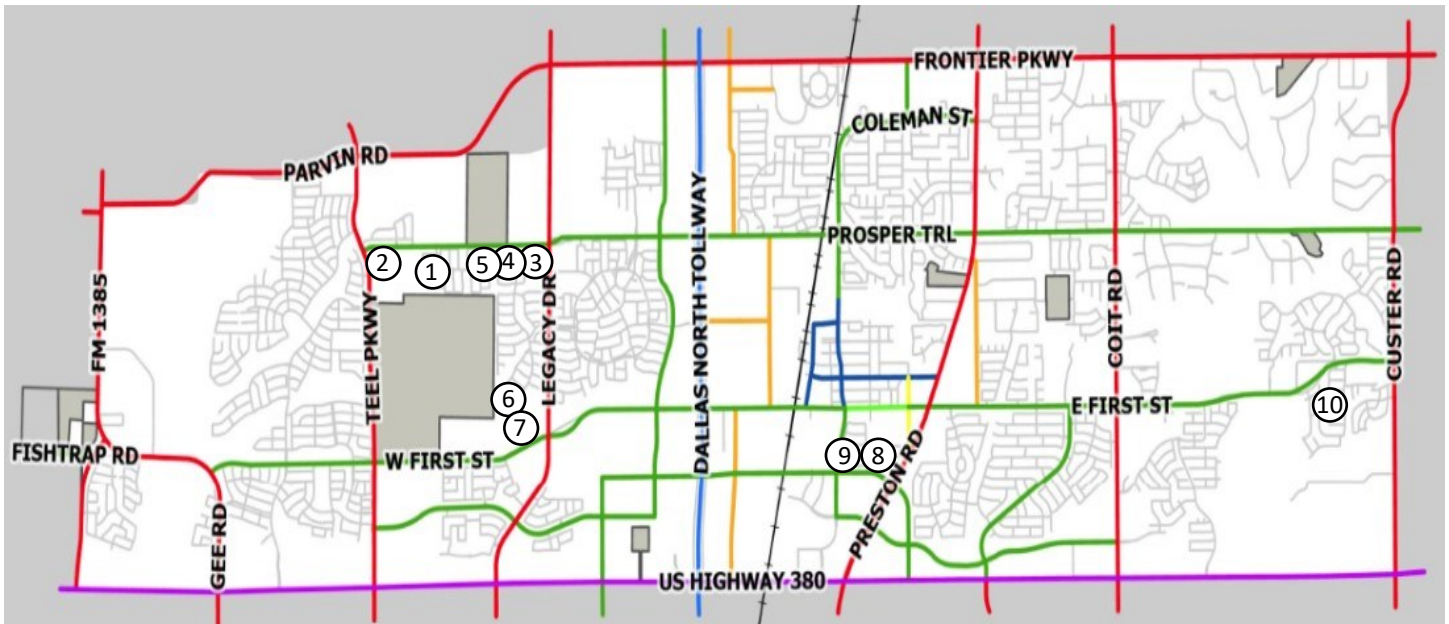 FRONTIER PKWY
COLEMAN ST
PARVIN RD
PROSPER TRL
2
1
5
4
3
FM 1385
TEEL PKWY
LEGACY DR
DALLAS NORTH TOLLWAY
COIT RD
CUSTER RD
6
7
E FIRST ST
10
FISHTRAP RD
W FIRST ST
9
8
PRESTON RD
GEE RD
US HIGHWAY 380